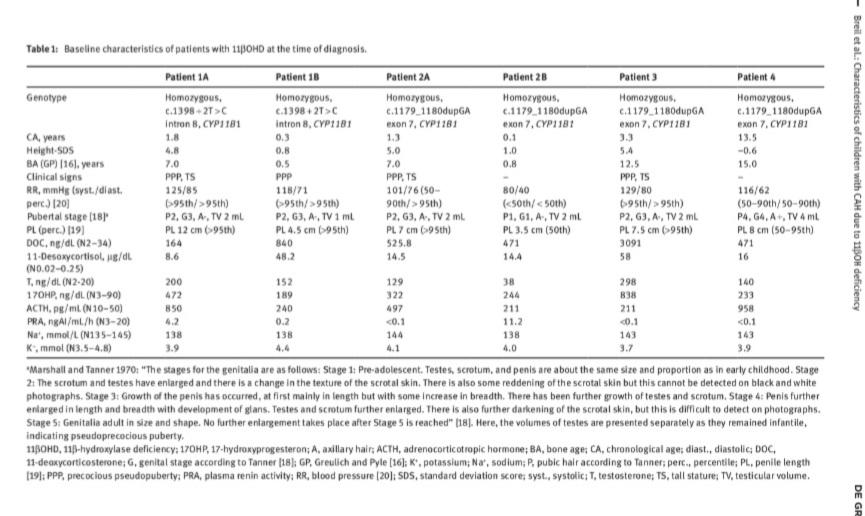 Table 1: Baseline characteristics of patients with 11βOHD at the time of diagnosis.
Patient 1A Patient 1B Patient 2A Patient 2B Patient 3 Patient 4
Genotype Homozygous, Homozygous, Homozygous, Homozygous, Homozygous, Homozygous,
c.1398+2T>C c.1398+2T>C c.1179_1180dupGA c.1179_1180dupGA c.1179_1180dupGA c.1179_1180dupGA
intron 8, CYP11B1 intron 8, CYP11B1 exon 7, CYP11B1 exon 7, CYP11B1 exon 7, CYP11B1 exon 7, CYP11B1
CA, years 1.8 0.3 1.3 0.1 3.3 13.5
Height-SDS 4.8 0.8 5.0 1.0 5.4 −0.6
BA (GP) [16], years 7.0 0.5 7.0 0.8 12.5 15.0
Clinical signs PPP, TS PPP PPP, TS – PPP, TS –
RR, mmHg (syst./diast. 125/85 118/71 101/76 (50– 80/40 129/80 116/62
perc.) [20] (>95th/>95th) (>95th/>95th) 90th/>95th) (<50th/<50th) (>95th/>95th) (50–90th/50–90th)
Pubertal stage [18]ª P2, G3, A-, TV 2 mL P2, G3, A-, TV 1 mL P2, G3, A-, TV 2 mL P1, G1, A-, TV 2 mL P2, G3, A-, TV 2 mL P4, G4, A+, TV 4 mL
PL (perc.) [19] PL 12 cm (>95th) PL 4.5 cm (>95th) PL 7 cm (>95th) PL 3.5 cm (50th) PL 7.5 cm (>95th) PL 8 cm (50–95th)
DOC, ng/dL (N2–34) 164 840 525.8 471 3091 471
11-Desoxycortisol, µg/dL 8.6 48.2 14.5 14.4 58 16
(N0.02–0.25)
T, ng/dL (N2-20) 200 152 129 38 298 140
17OHP, ng/dL (N3–90) 472 189 322 244 838 233
ACTH, pg/mL (N10–50) 850 240 497 211 211 958
PRA, ngAI/mL/h (N3–20) 4.2 0.2 <0.1 11.2 <0.1 <0.1
Na⁺, mmol/L (N135–145) 138 138 144 138 143 143
K⁺, mmol (N3.5–4.8) 3.9 4.4 4.1 4.0 3.7 3.9
ªMarshall and Tanner 1970: "The stages for the genitalia are as follows: Stage 1: Pre-adolescent. Testes, scrotum, and penis are about the same size and proportion as in early childhood. Stage
2: The scrotum and testes have enlarged and there is a change in the texture of the scrotal skin. There is also some reddening of the scrotal skin but this cannot be detected on black and white
photographs. Stage 3: Growth of the penis has occurred, at first mainly in length but with some increase in breadth. There has been further growth of testes and scrotum. Stage 4: Penis further
enlarged in length and breadth with development of glans. Testes and scrotum further enlarged. There is also further darkening of the scrotal skin, but this is difficult to detect on photographs.
Stage 5: Genitalia adult in size and shape. No further enlargement takes place after Stage 5 is reached" [18]. Here, the volumes of testes are presented separately as they remained infantile,
indicating pseudoprecocious puberty.
11βOHD, 11β-hydroxylase deficiency; 17OHP, 17-hydroxyprogesteron; A, axillary hair; ACTH, adrenocorticotropic hormone; BA, bone age; CA, chronological age; diast., diastolic; DOC,
11-deoxycorticosterone; G, genital stage according to Tanner [18]; GP, Greulich and Pyle [16]; K⁺, potassium; Na⁺, sodium; P, pubic hair according to Tanner; perc., percentile; PL, penile length
[19]; PPP, precocious pseudopuberty; PRA, plasma renin activity; RR, blood pressure [20]; SDS, standard deviation score; syst., systolic; T, testosterone; TS, tall stature; TV, testicular volume.
Breil et al.: Characteristics of children with CAH due to 11βOH deficiency
DE GR